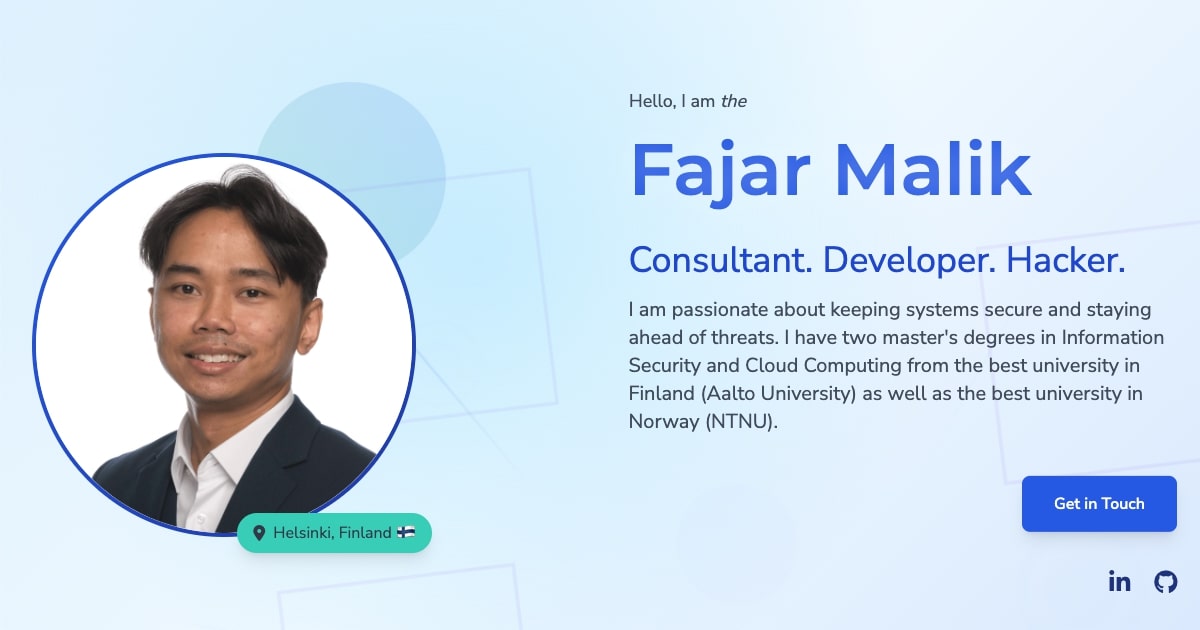 Hello, I am the
Fajar Malik
Consultant. Developer. Hacker.
I am passionate about keeping systems secure and staying
ahead of threats. I have two master's degrees in Information
Security and Cloud Computing from the best university in
Finland (Aalto University) as well as the best university in
Norway (NTNU).
Helsinki, Finland 🇫🇮
Get in Touch
in